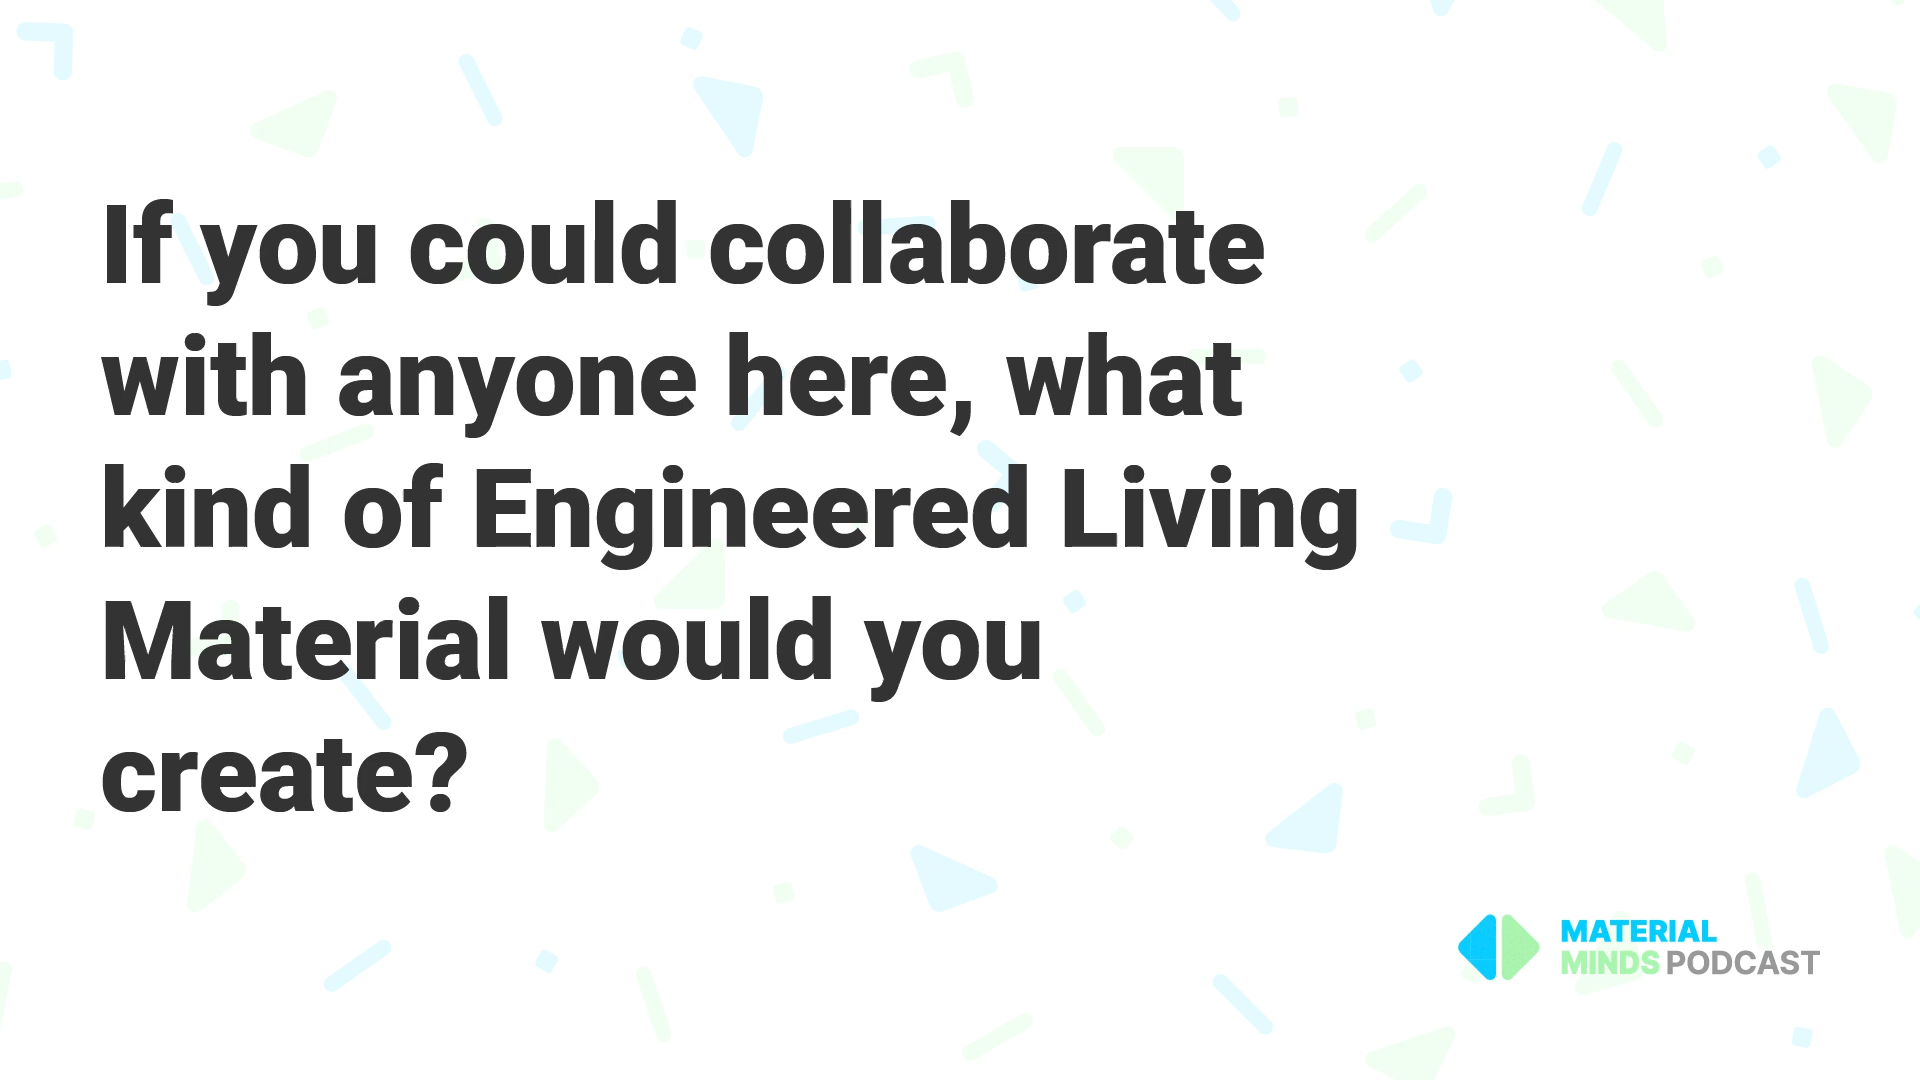 If you could collaborate
with anyone here, what
kind of Engineered Living
Material would you
create?
MATERIAL
MINDS PODCAST